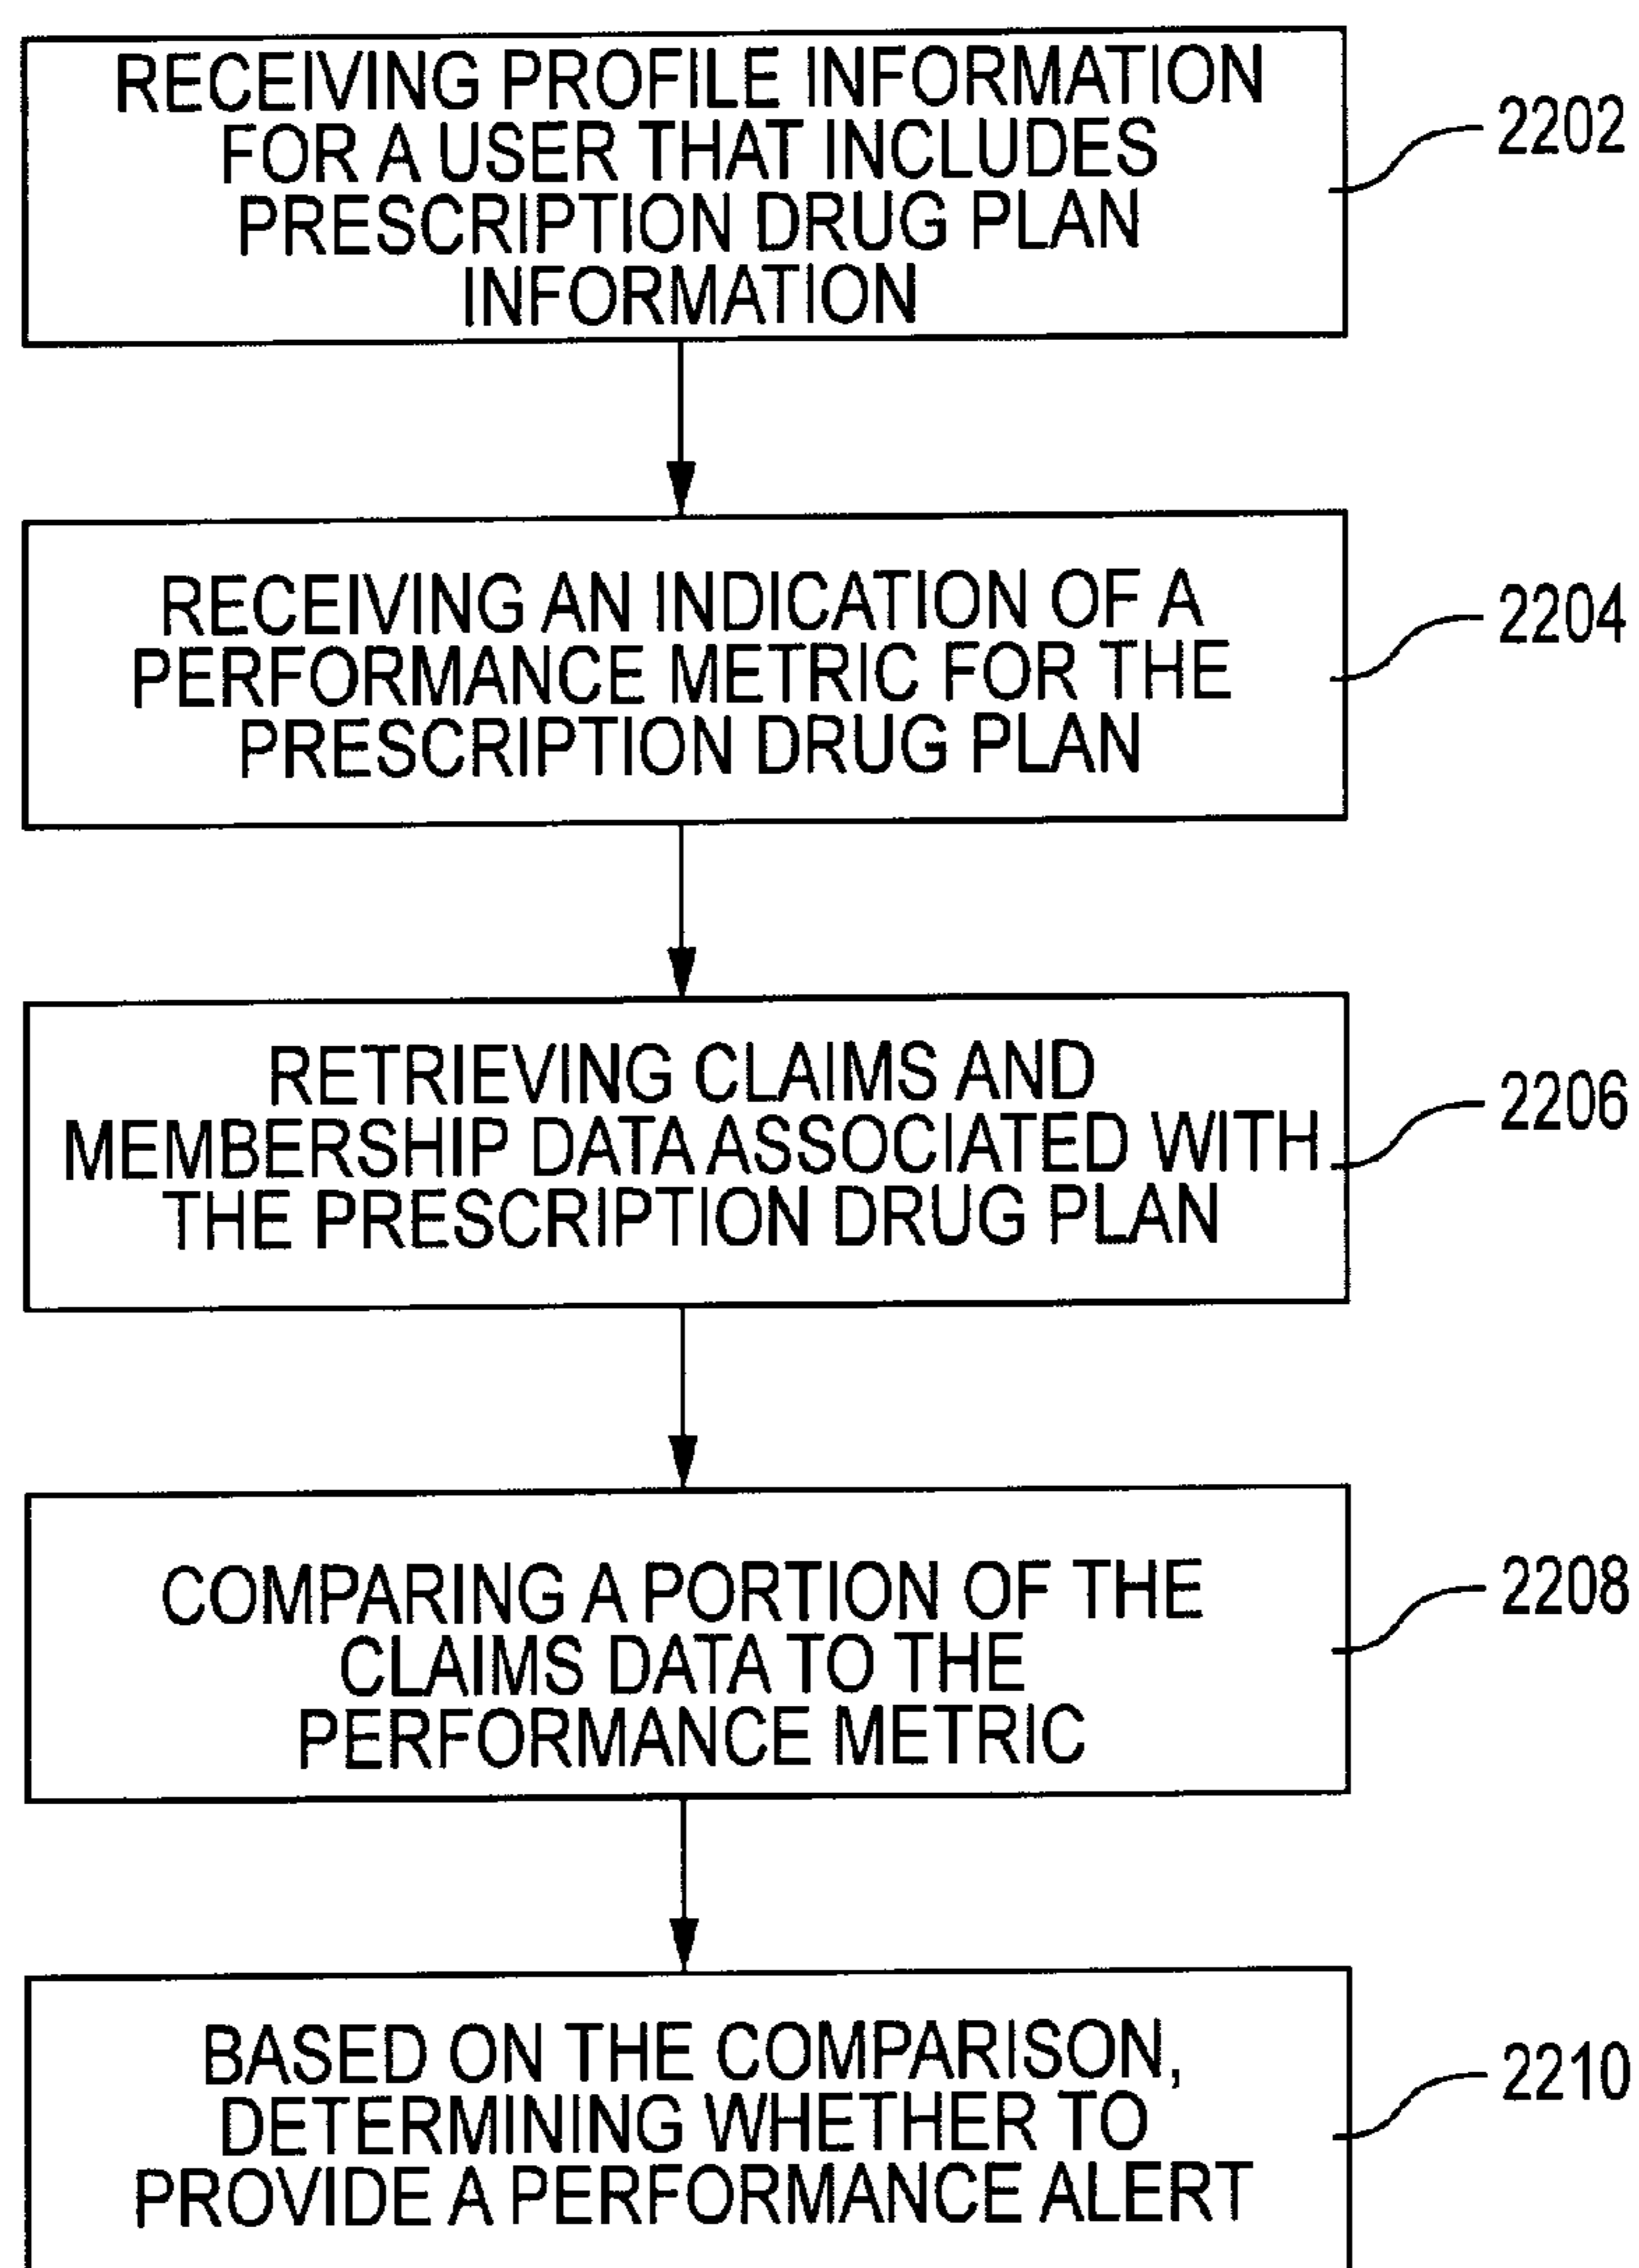 RECEIVING PROFILE INFORMATION
FOR A USER THAT INCLUDES
PRESCRIPTION DRUG PLAN
INFORMATION
2202
RECEIVING AN INDICATION OF A
PERFORMANCE METRIC FOR THE
PRESCRIPTION DRUG PLAN
2204
RETRIEVING CLAIMS AND
MEMBERSHIP DATA ASSOCIATED WITH
THE PRESCRIPTION DRUG PLAN
2206
COMPARING A PORTION OF THE
CLAIMS DATA TO THE
PERFORMANCE METRIC
2208
BASED ON THE COMPARISON,
DETERMINING WHETHER TO
PROVIDE A PERFORMANCE ALERT
2210